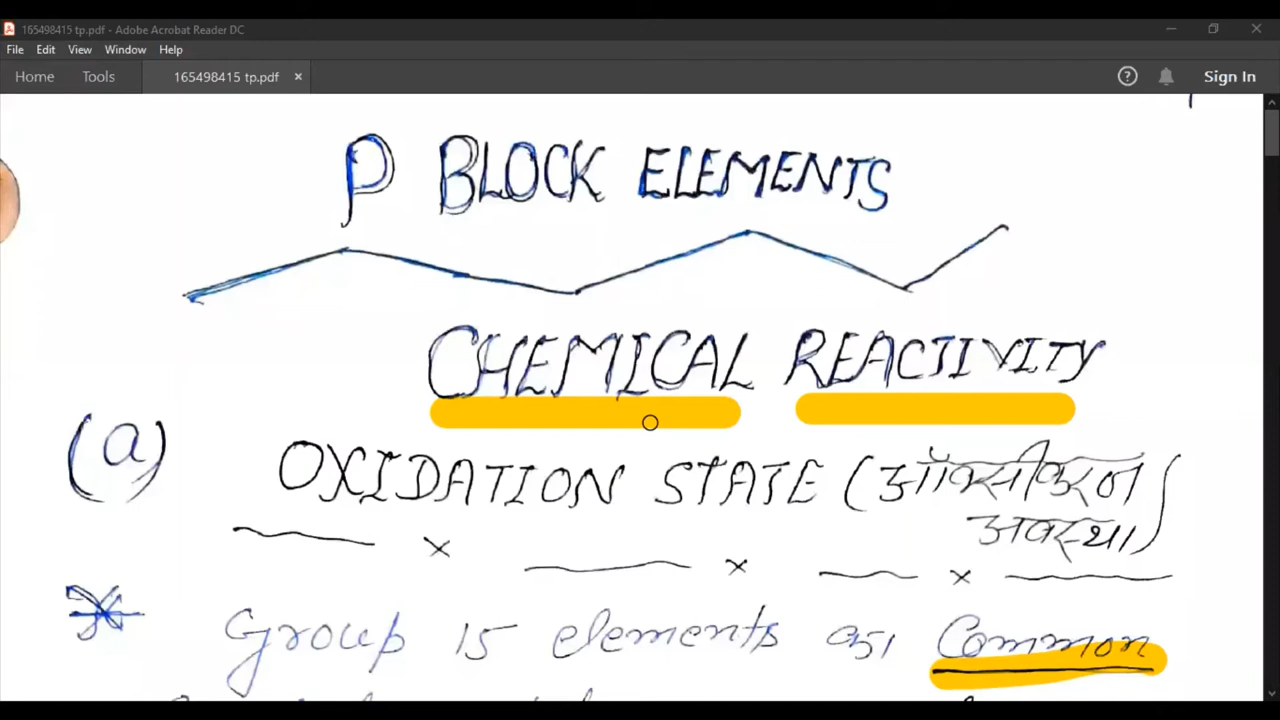 165498415 tp.pdf - Adobe Acrobat Reader DC
File Edit View Window Help
Home Tools 165498415 tp.pdf × Sign In
P BLOCK ELEMENTS
CHEMICAL REACTIVITY
(a) OXIDATION STATE (ऑक्सीकरण
अवस्था)
Group 15 elements का Common